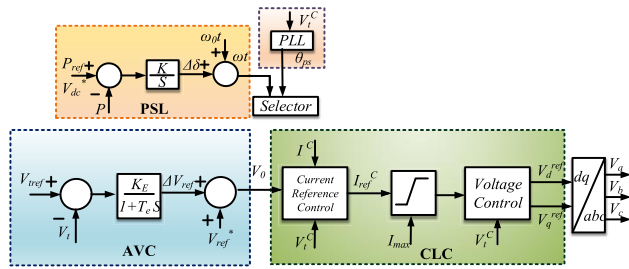 V_t^C
PLL
θ_ps
ω_0t
P_ref +
V_dc*
−
P
K/S
Δδ +
+
ωt
PSL
Selector
V_tref +
−
V_t
K_E
1+T_eS
ΔV_ref +
+
V_ref*
V_0
AVC
I^C
Current
Reference
Control
V_t^C
I_ref^C
I_max
Voltage
Control
V_t^C
CLC
V_d^ref
V_q^ref
dq
abc
V_a
V_b
V_c